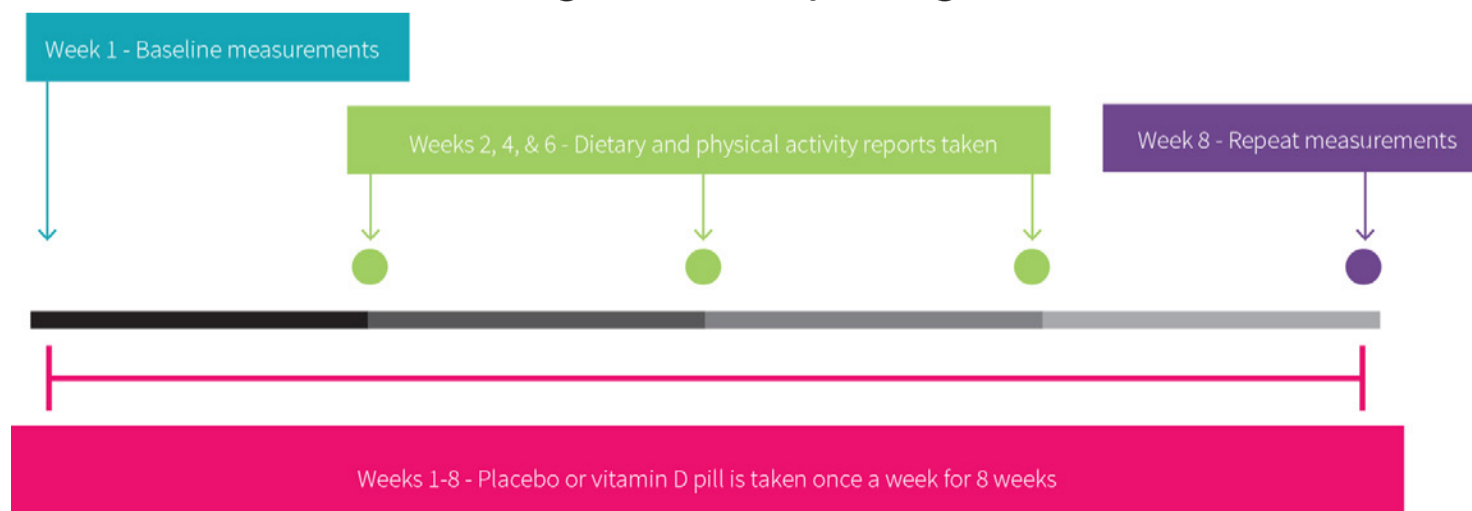 Week 1 - Baseline measurements
Weeks 2, 4, & 6 - Dietary and physical activity reports taken
Week 8 - Repeat measurements
Weeks 1-8 - Placebo or vitamin D pill is taken once a week for 8 weeks